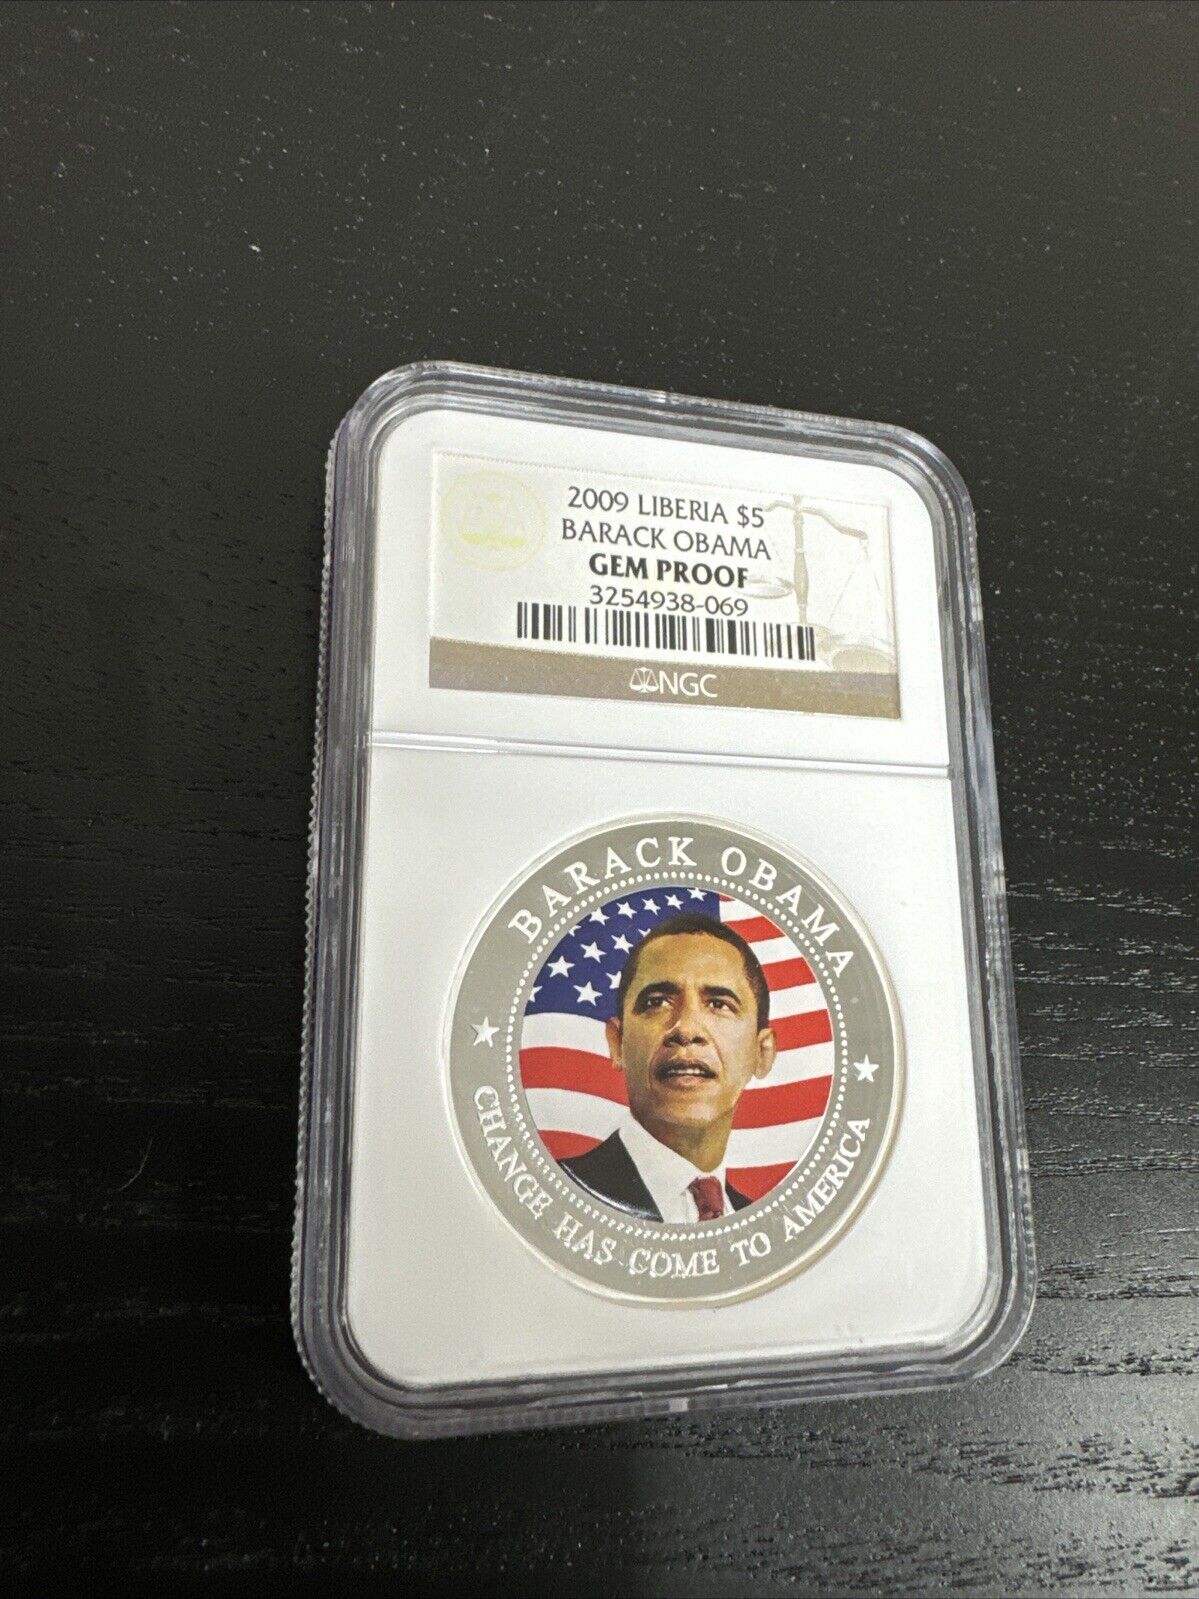 2009 LIBERIA $5
BARACK OBAMA
GEM PROOF
3254938-069
NGC
BARACK OBAMA
CHANGE HAS COME TO AMERICA